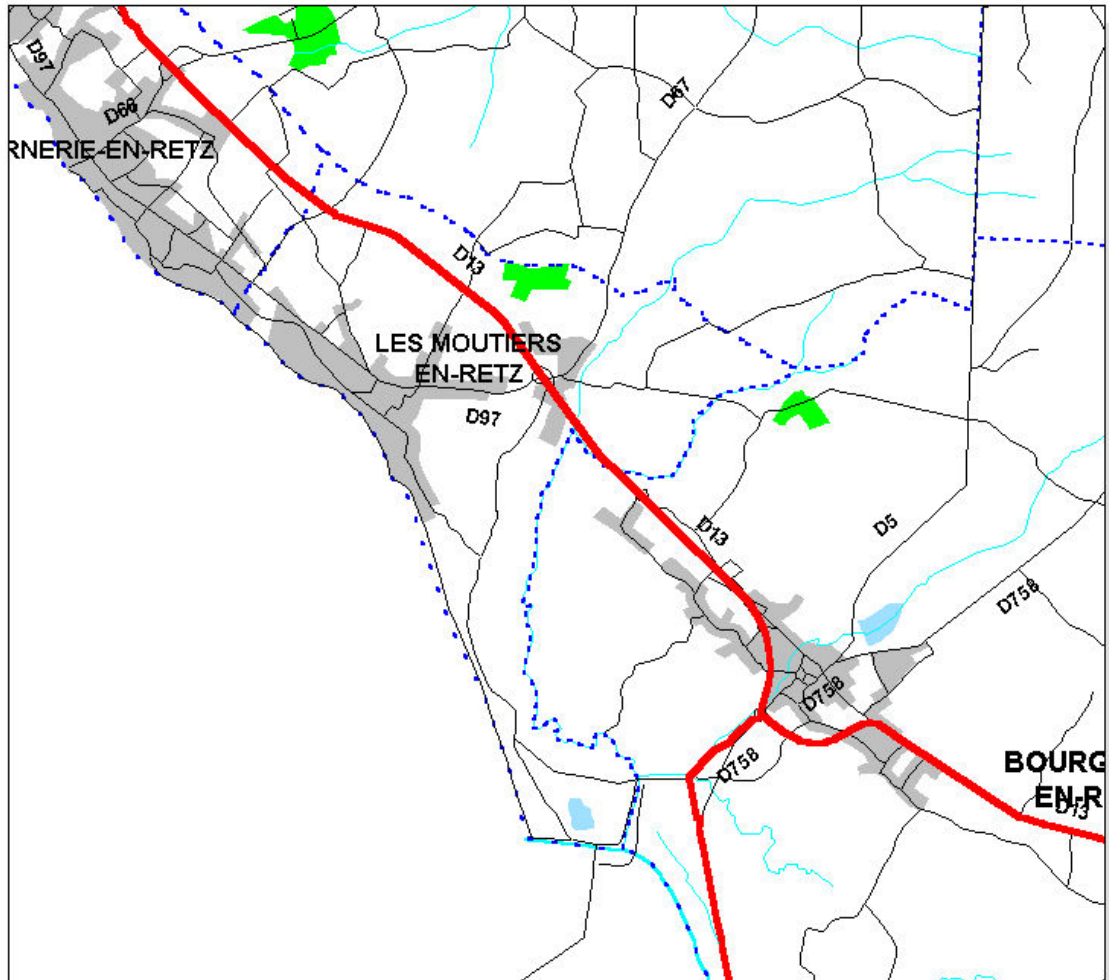 D97
D66
RNERIE-EN-RETZ
D67
D13
LES MOUTIERS
EN-RETZ
D97
D13
D5
D758
D758
D758
BOURG
EN-R
D13